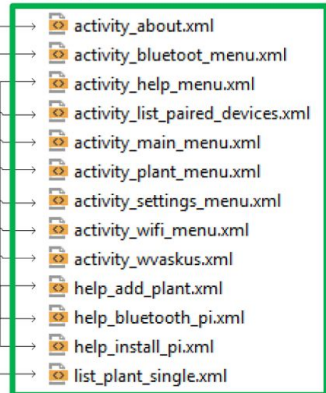 activity_about.xml
activity_bluetoot_menu.xml
activity_help_menu.xml
activity_list_paired_devices.xml
activity_main_menu.xml
activity_plant_menu.xml
activity_settings_menu.xml
activity_wifi_menu.xml
activity_wvaskus.xml
help_add_plant.xml
help_bluetooth_pi.xml
help_install_pi.xml
list_plant_single.xml